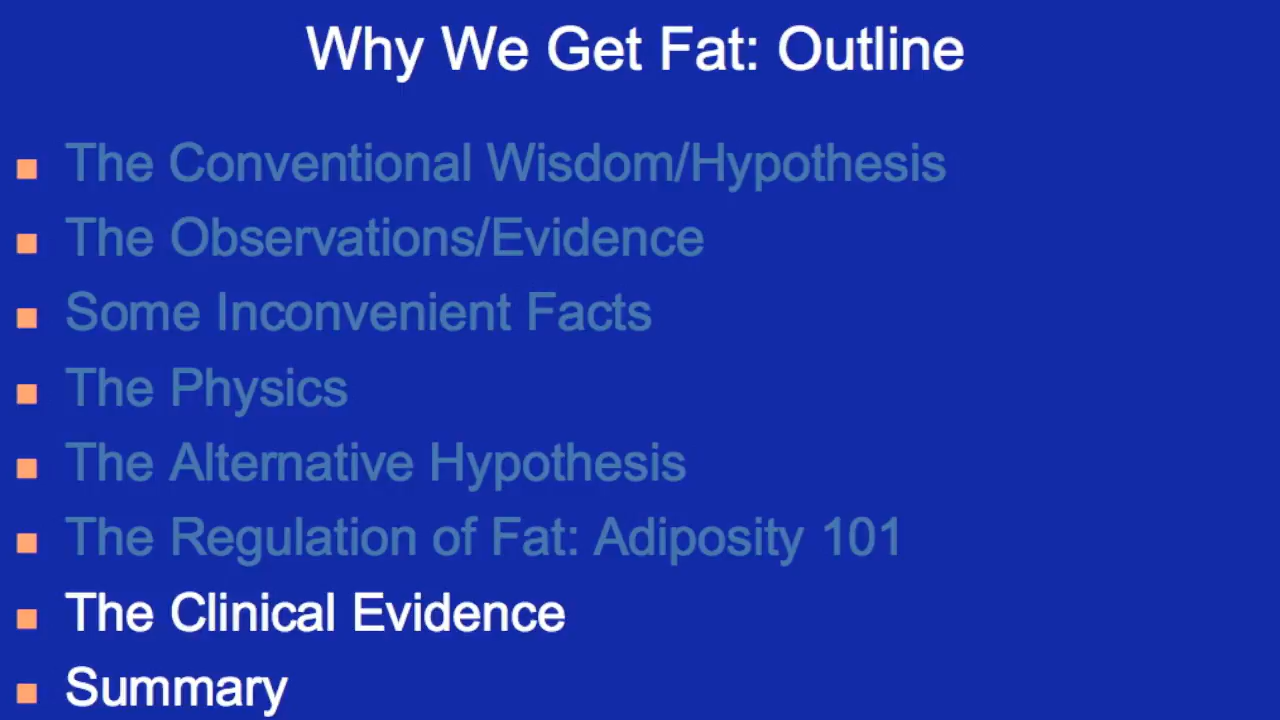 Why We Get Fat: Outline
The Conventional Wisdom/Hypothesis
The Observations/Evidence
Some Inconvenient Facts
The Physics
The Alternative Hypothesis
The Regulation of Fat: Adiposity 101
The Clinical Evidence
Summary